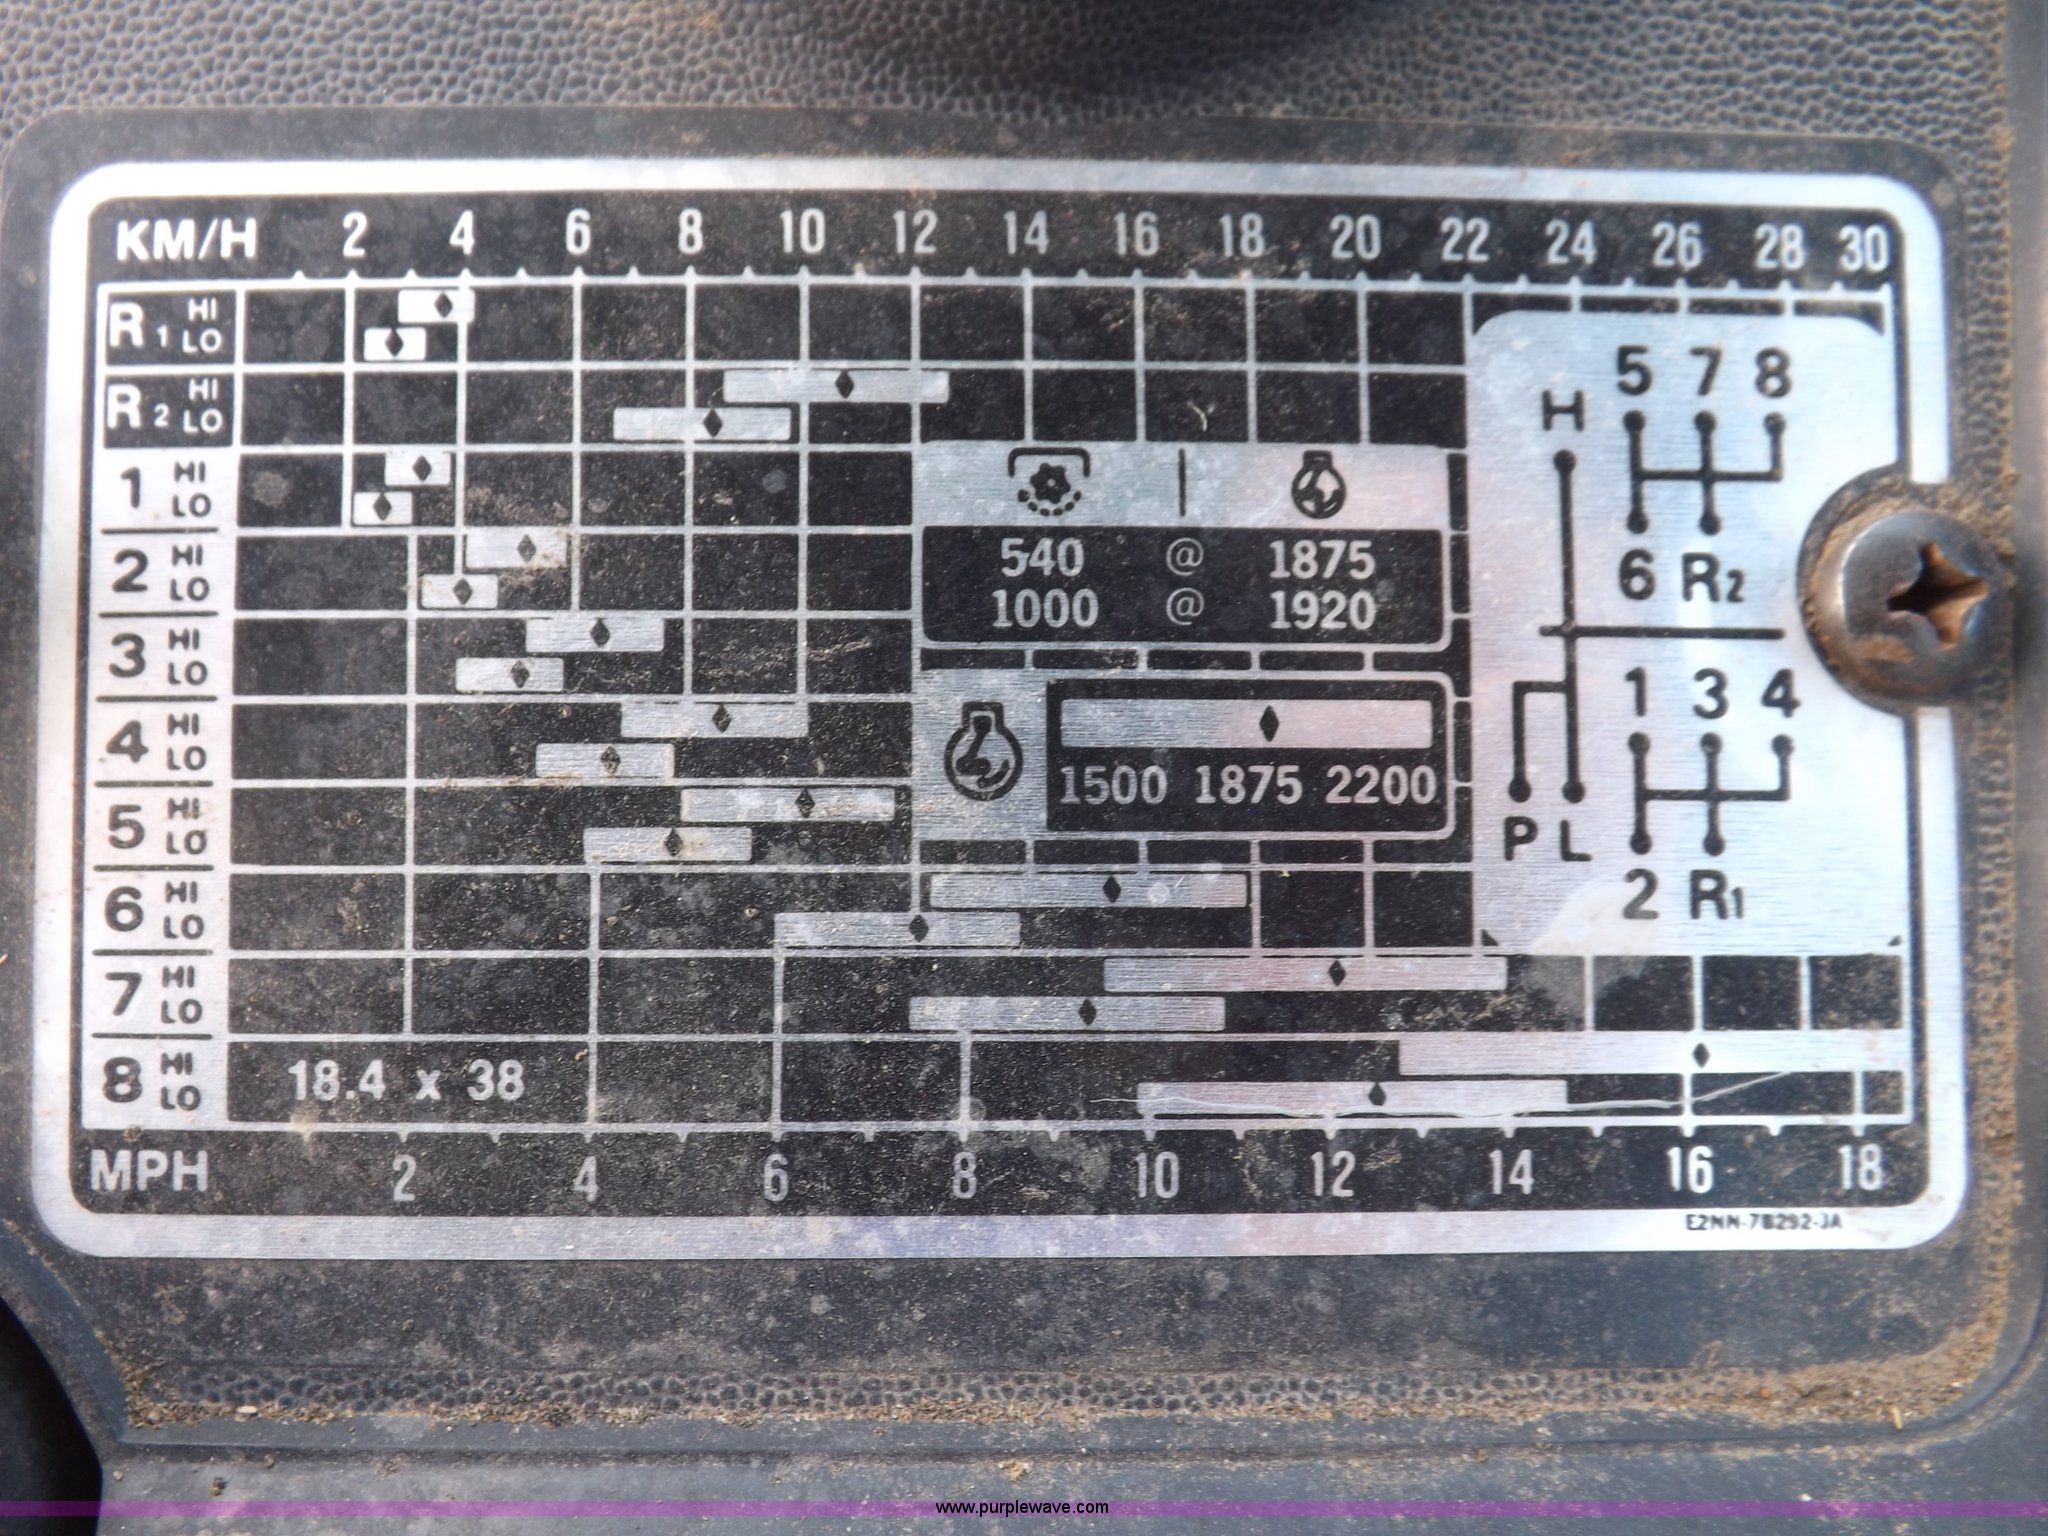 KM/H 2 4 6 8 10 12 14 16 18 20 22 24 26 28 30
R1 HI
LO
R2 HI
LO
1 HI
LO
2 HI
LO
3 HI
LO
4 HI
LO
5 HI
LO
6 HI
LO
7 HI
LO
8 HI
LO
18.4 x 38
540 @ 1875
1000 @ 1920
1500 1875 2200
5 7 8
H
6 R2
1 3 4
P L
2 R1
MPH 2 4 6 8 10 12 14 16 18
E2NN-7B292-JA
www.purplewave.com